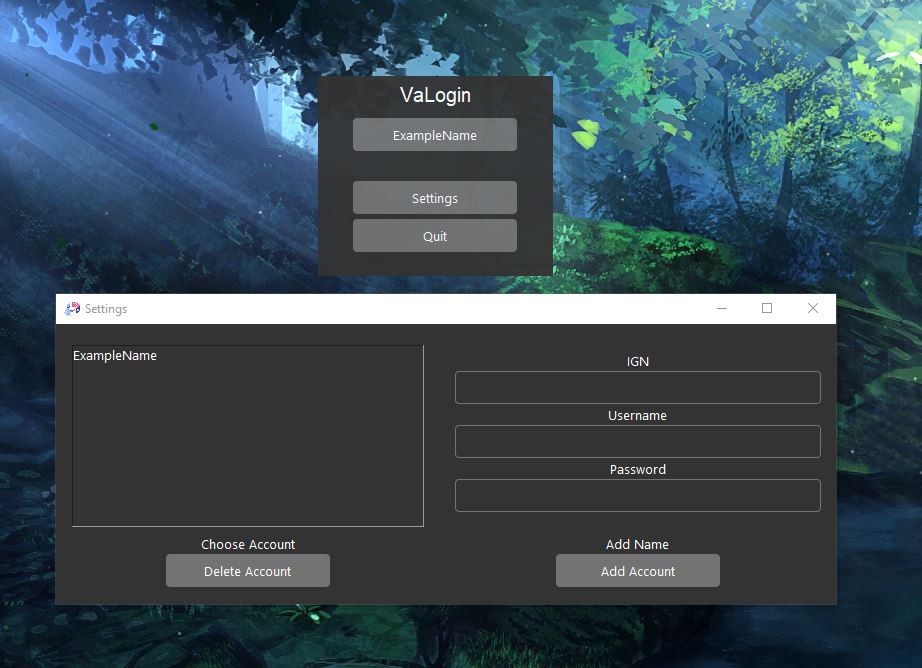 VaLogin
ExampleName
Settings
Quit
Settings
ExampleName
Choose Account
Delete Account
IGN
Username
Password
Add Name
Add Account